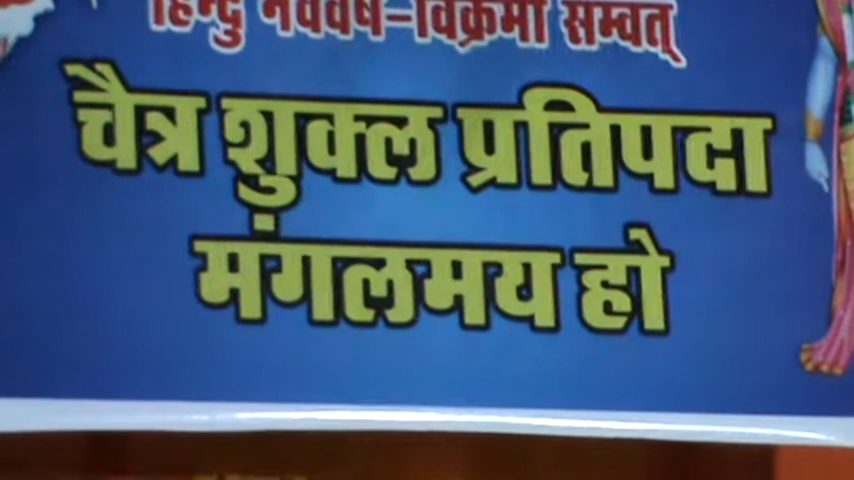 हिन्दु नववर्ष–विक्रमी सम्वत्
चैत्र शुक्ल प्रतिपदा
मंगलमय हो